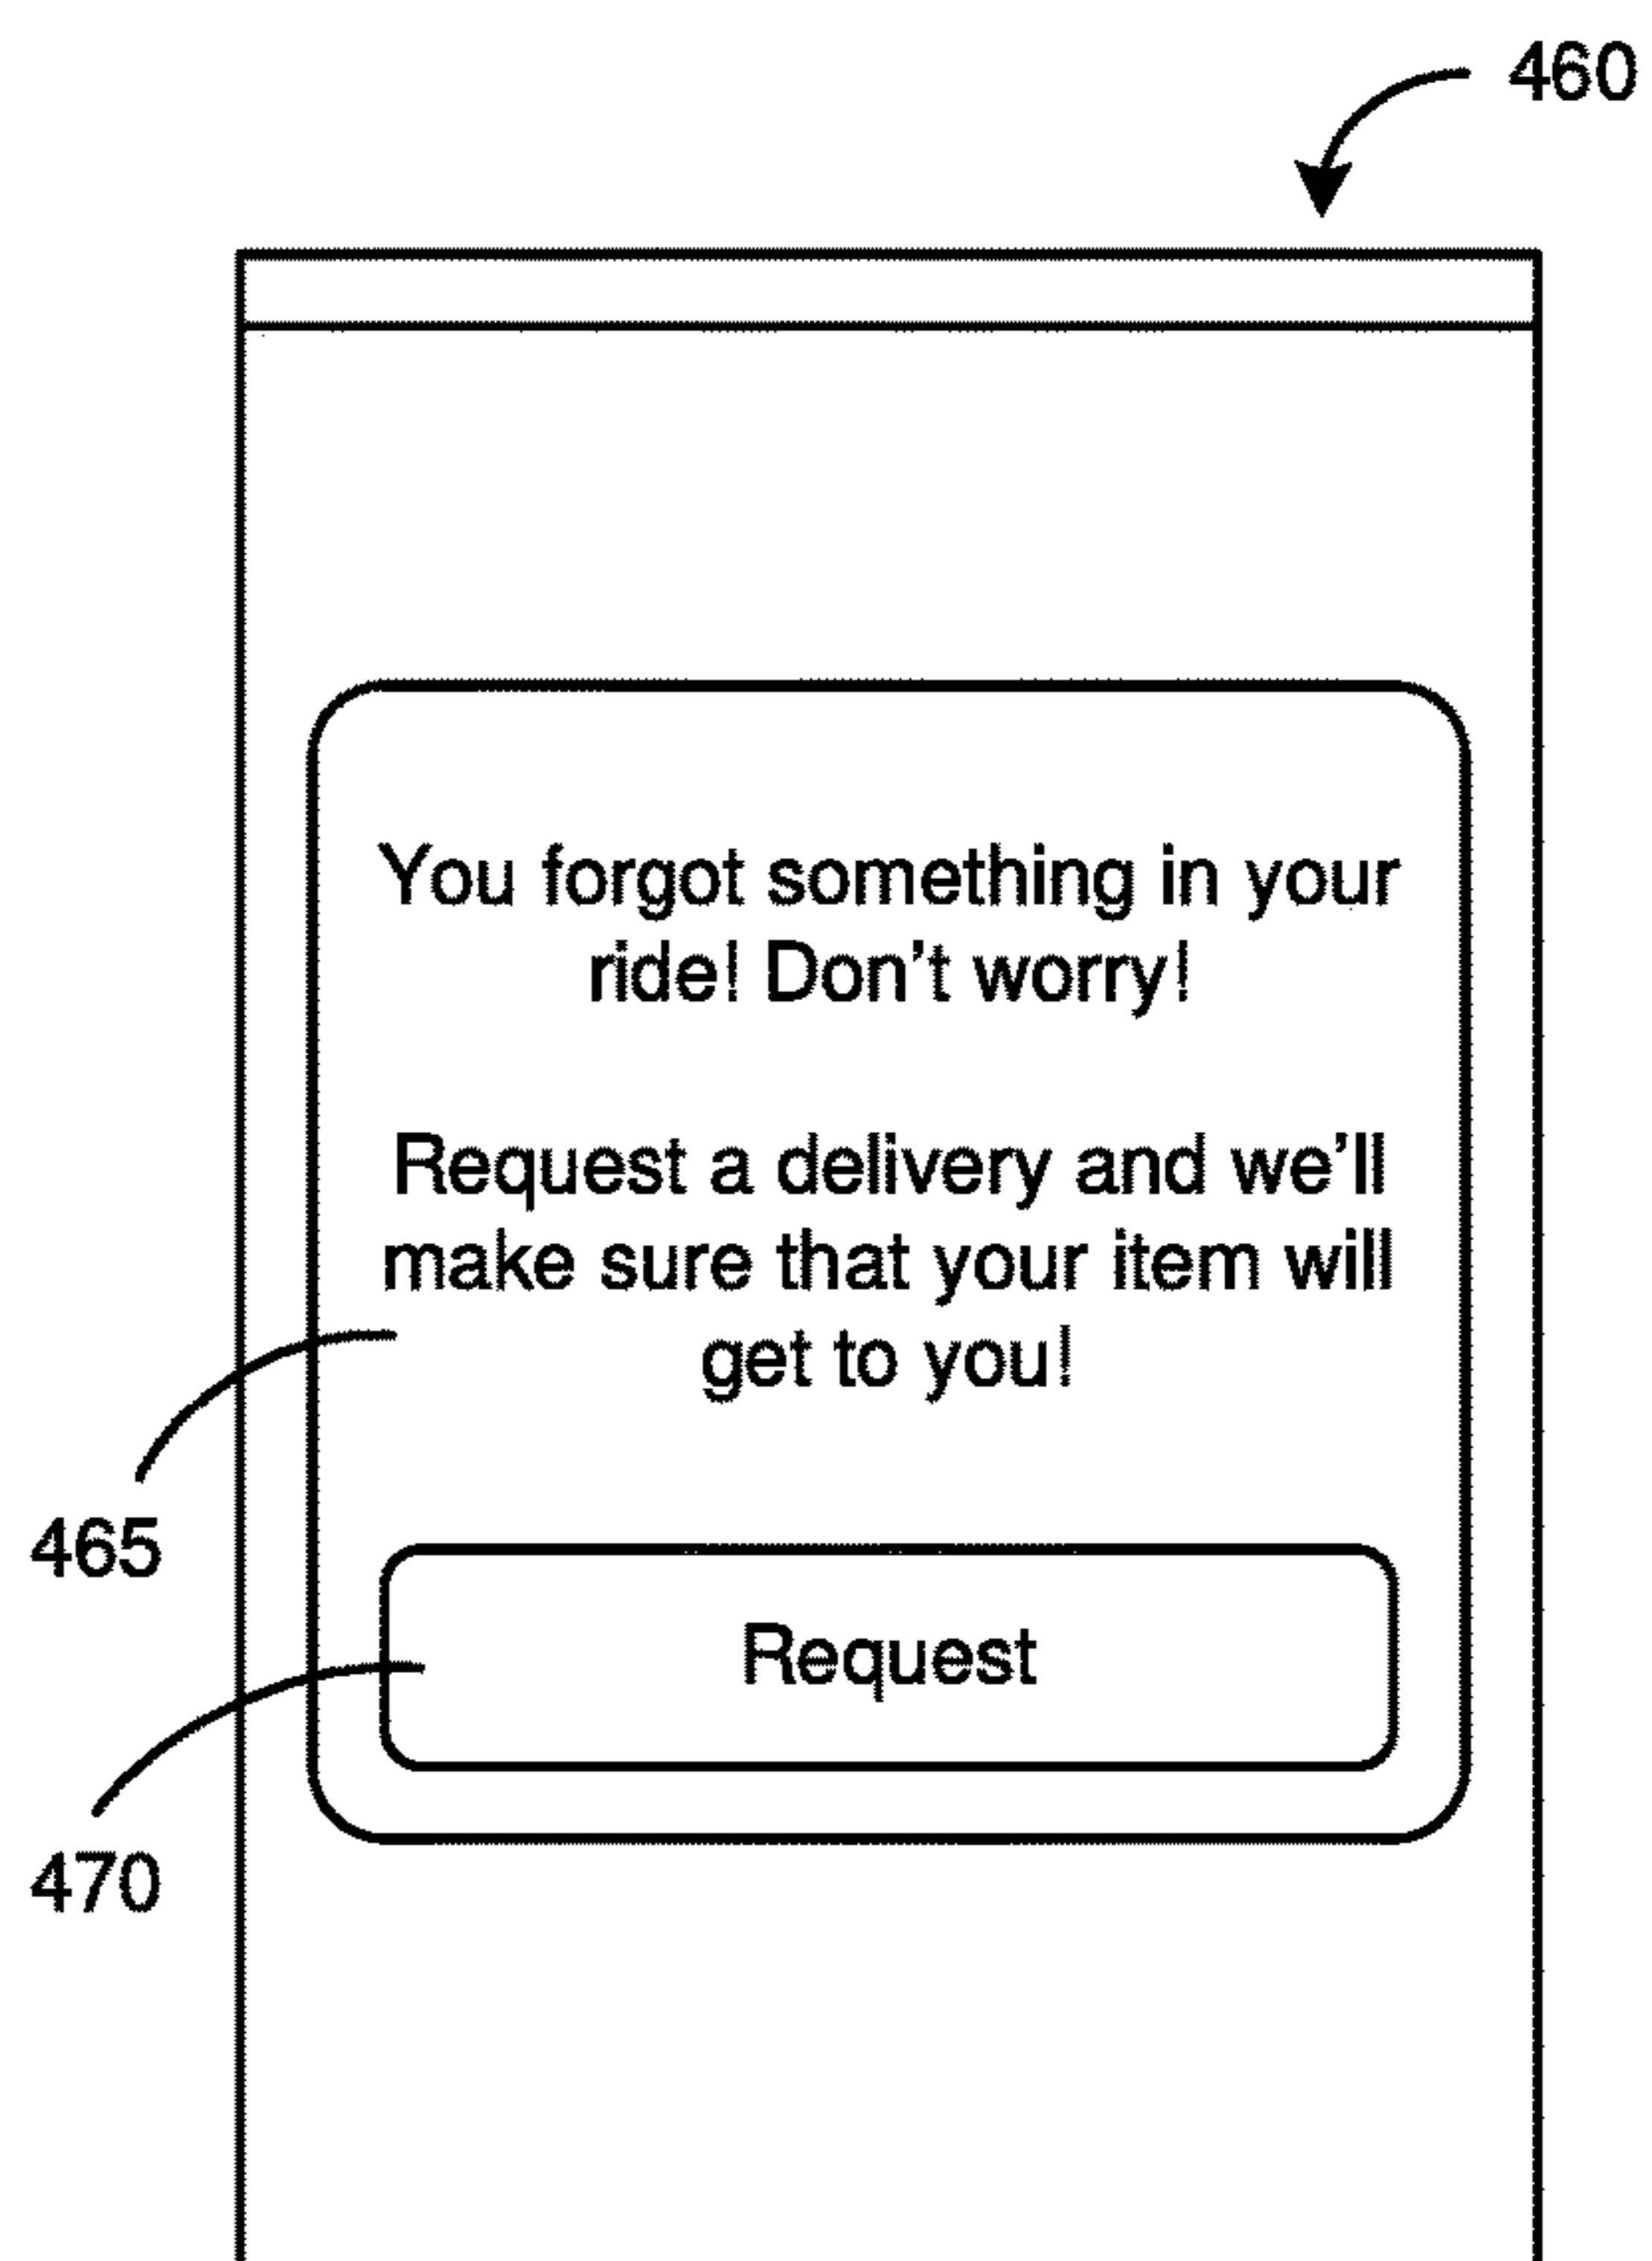 460
You forgot something in your
ride! Don't worry!
Request a delivery and we'll
make sure that your item will
get to you!
465
Request
470